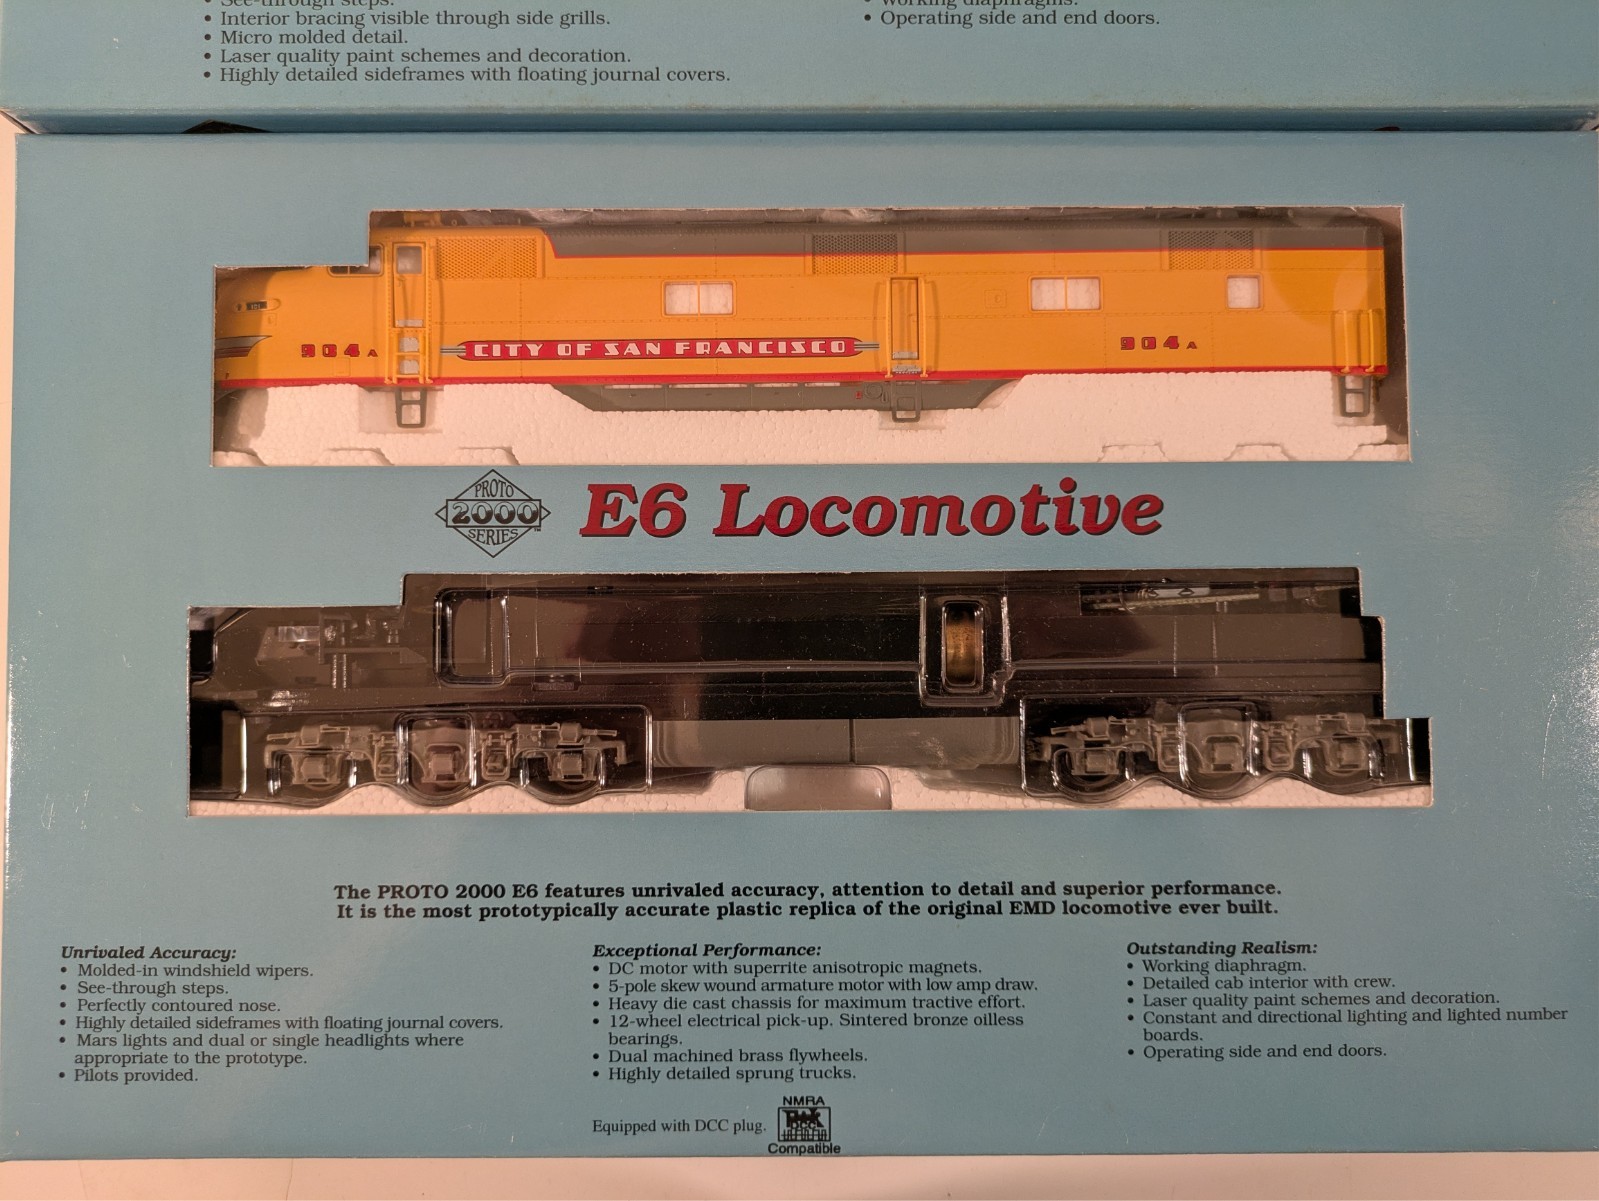 See-through steps.
• Interior bracing visible through side grills.
• Micro molded detail.
• Laser quality paint schemes and decoration.
• Highly detailed sideframes with floating journal covers.
Working diaphragms.
• Operating side and end doors.
904A
CITY OF SAN FRANCISCO
904A
PROTO
2000
SERIES™
E6 Locomotive
The PROTO 2000 E6 features unrivaled accuracy, attention to detail and superior performance.
It is the most prototypically accurate plastic replica of the original EMD locomotive ever built.
Unrivaled Accuracy:
• Molded-in windshield wipers.
• See-through steps.
• Perfectly contoured nose.
• Highly detailed sideframes with floating journal covers.
• Mars lights and dual or single headlights where
appropriate to the prototype.
• Pilots provided.
Exceptional Performance:
• DC motor with superrite anisotropic magnets.
• 5-pole skew wound armature motor with low amp draw.
• Heavy die cast chassis for maximum tractive effort.
• 12-wheel electrical pick-up. Sintered bronze oilless
bearings.
• Dual machined brass flywheels.
• Highly detailed sprung trucks.
Outstanding Realism:
• Working diaphragm.
• Detailed cab interior with crew.
• Laser quality paint schemes and decoration.
• Constant and directional lighting and lighted number
boards.
• Operating side and end doors.
Equipped with DCC plug.
NMRA
DCC
Compatible